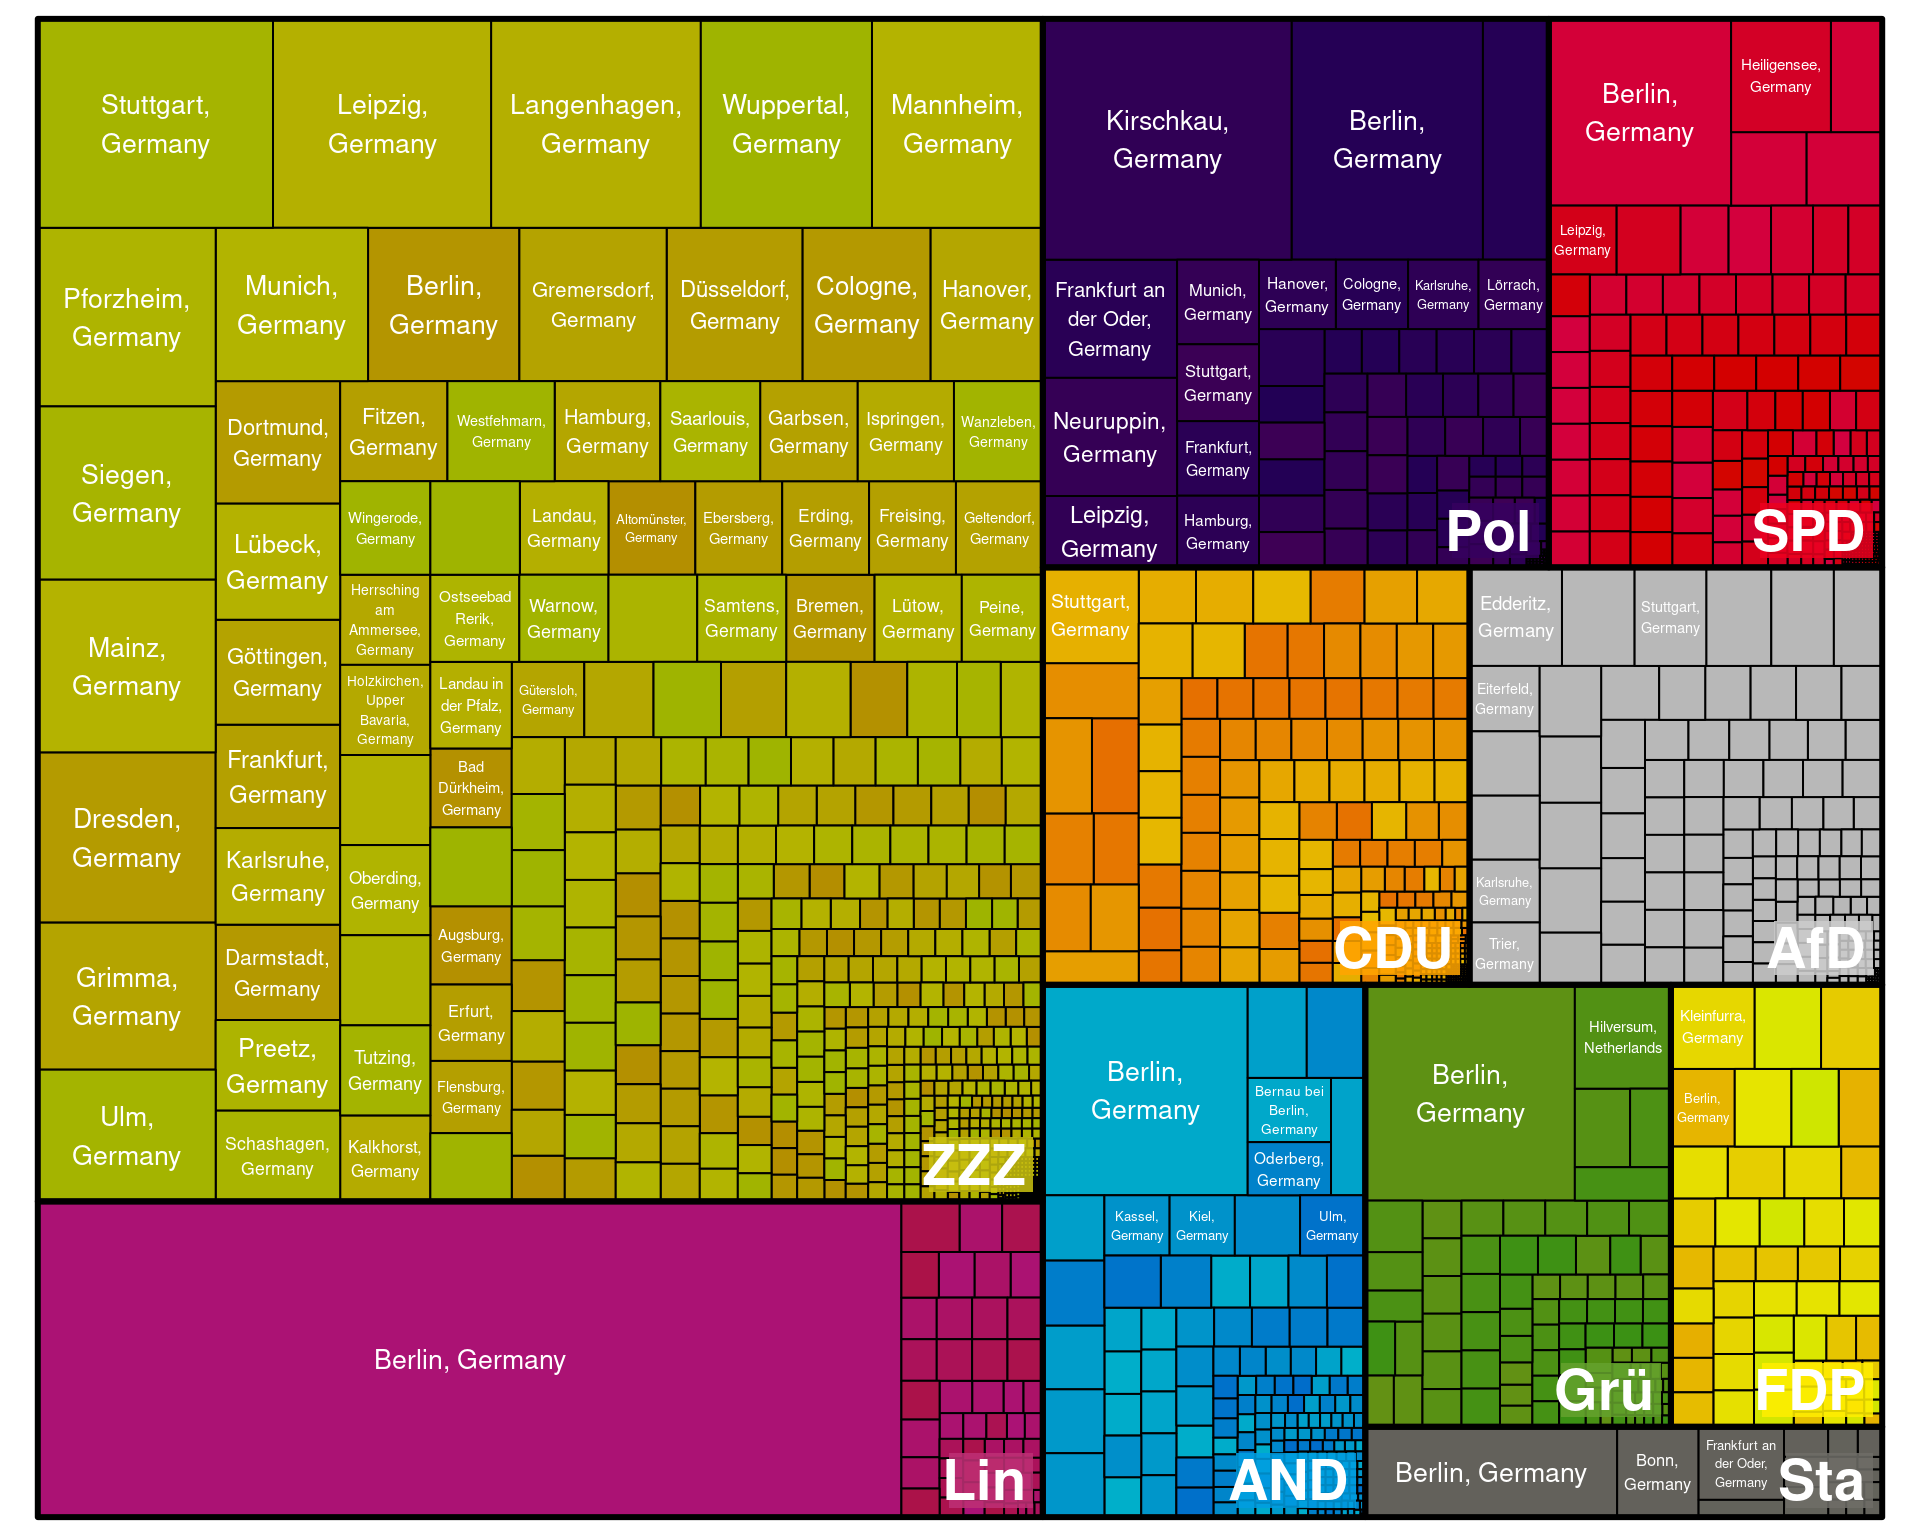 Stuttgart,
Germany
Leipzig,
Germany
Langenhagen,
Germany
Wuppertal,
Germany
Mannheim,
Germany
Pforzheim,
Germany
Munich,
Germany
Berlin,
Germany
Gremersdorf,
Germany
Düsseldorf,
Germany
Cologne,
Germany
Hanover,
Germany
Siegen,
Germany
Mainz,
Germany
Dresden,
Germany
Grimma,
Germany
Ulm,
Germany
Dortmund,
Germany
Lübeck,
Germany
Göttingen,
Germany
Frankfurt,
Germany
Karlsruhe,
Germany
Darmstadt,
Germany
Preetz,
Germany
Schashagen,
Germany
Fitzen,
Germany
Westfehmarn,
Germany
Hamburg,
Germany
Saarlouis,
Germany
Garbsen,
Germany
Ispringen,
Germany
Wanzleben,
Germany
Wingerode,
Germany
Landau,
Germany
Altomünster,
Germany
Ebersberg,
Germany
Erding,
Germany
Freising,
Germany
Geltendorf,
Germany
Herrsching
am
Ammersee,
Germany
Ostseebad
Rerik,
Germany
Warnow,
Germany
Samtens,
Germany
Bremen,
Germany
Lütow,
Germany
Peine,
Germany
Holzkirchen,
Upper
Bavaria,
Germany
Landau in
der Pfalz,
Germany
Gütersloh,
Germany
Bad
Dürkheim,
Germany
Oberding,
Germany
Augsburg,
Germany
Erfurt,
Germany
Tutzing,
Germany
Flensburg,
Germany
Kalkhorst,
Germany
ZZZ
Berlin, Germany
Lin
Kirschkau,
Germany
Berlin,
Germany
Frankfurt an
der Oder,
Germany
Munich,
Germany
Hanover,
Germany
Cologne,
Germany
Karlsruhe,
Germany
Lörrach,
Germany
Stuttgart,
Germany
Neuruppin,
Germany
Frankfurt,
Germany
Leipzig,
Germany
Hamburg,
Germany
Pol
Berlin,
Germany
Heiligensee,
Germany
Leipzig,
Germany
SPD
Stuttgart,
Germany
CDU
Edderitz,
Germany
Stuttgart,
Germany
Eiterfeld,
Germany
Karlsruhe,
Germany
Trier,
Germany
AfD
Berlin,
Germany
Bernau bei
Berlin,
Germany
Oderberg,
Germany
Kassel,
Germany
Kiel,
Germany
Ulm,
Germany
AND
Berlin,
Germany
Hilversum,
Netherlands
Grü
Kleinfurra,
Germany
Berlin,
Germany
FDP
Berlin, Germany
Bonn,
Germany
Frankfurt an
der Oder,
Germany
Sta